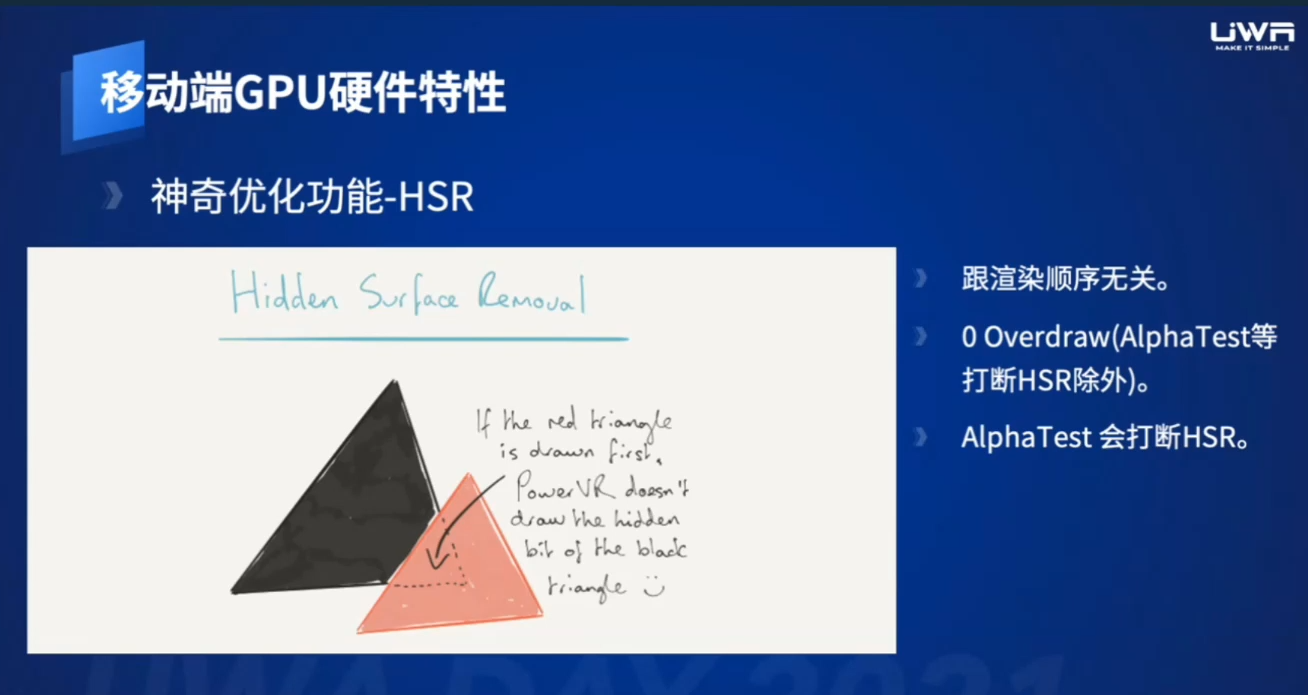 UWA
MAKE IT SIMPLE
移动端GPU硬件特性
神奇优化功能-HSR
Hidden Surface Removal
If the red triangle
is drawn first,
PowerVR doesn't
draw the hidden
bit of the black
triangle :)
跟渲染顺序无关。
0 Overdraw(AlphaTest等
打断HSR除外)。
AlphaTest 会打断HSR。
UWA DAY 2021